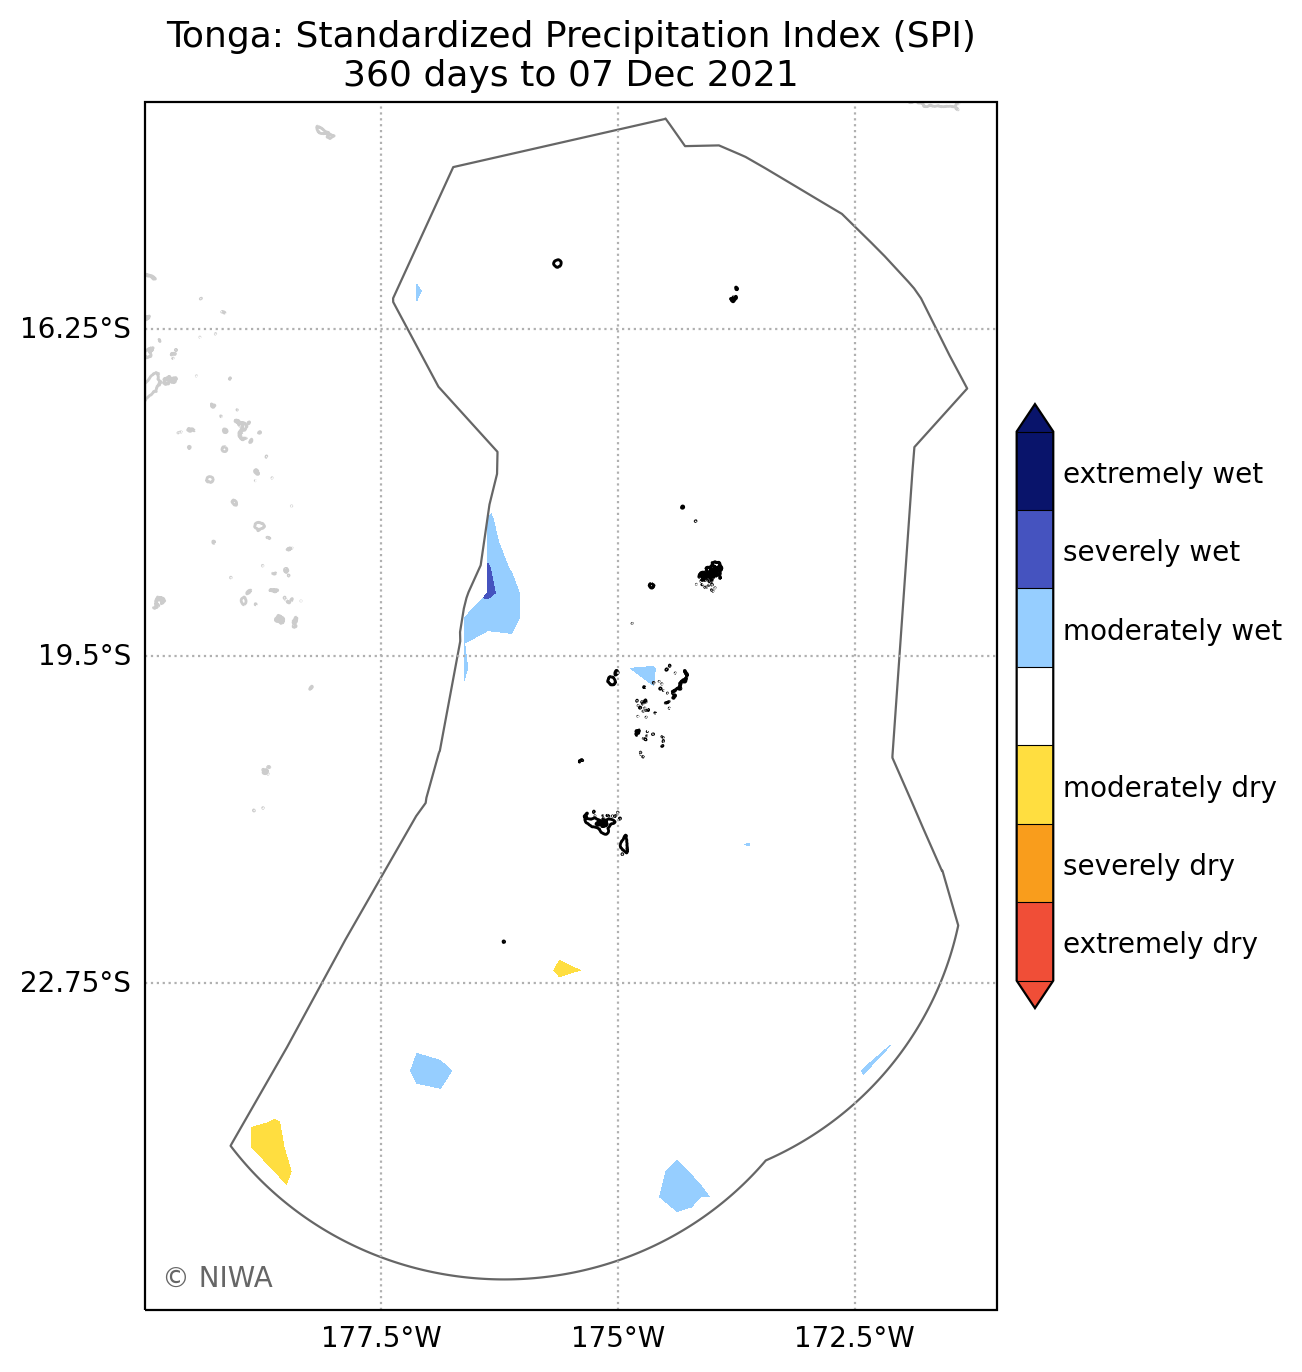 Tonga: Standardized Precipitation Index (SPI)
360 days to 07 Dec 2021
16.25°S
19.5°S
22.75°S
177.5°W
175°W
172.5°W
extremely wet
severely wet
moderately wet
moderately dry
severely dry
extremely dry
© NIWA